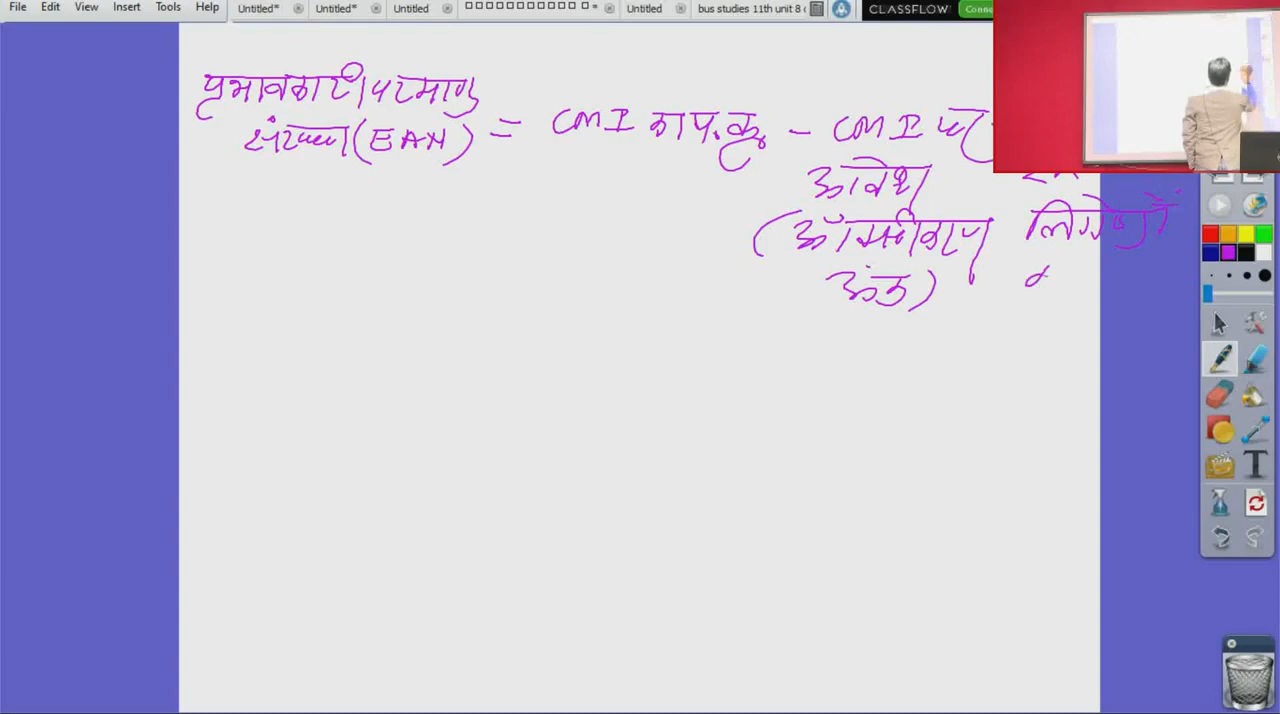 File Edit View Insert Tools Help Untitled* Untitled* Untitled Untitled bus studies 11th unit 8 c CLASSFLOW Conne
प्रभावकारी परमाणु
संख्या (EAN) = CMI का प.क्र. - CMI पर
आवेश
(ऑक्सीकरण लिगेण्डों
अंक)
T